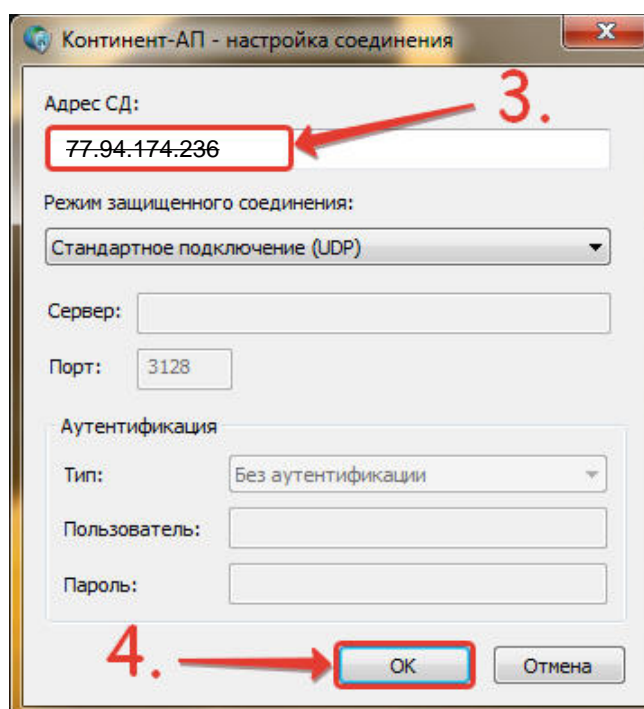 Континент-АП - настройка соединения
Адрес СД:
3.
77.94.174.236
Режим защищенного соединения:
Стандартное подключение (UDP)
Сервер:
Порт: 3128
Аутентификация
Тип: Без аутентификации
Пользователь:
Пароль:
4. ОК Отмена